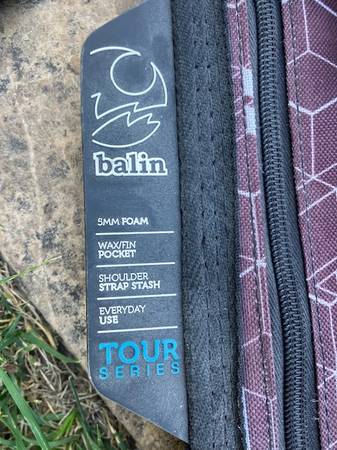 balin
5MM FOAM
WAX/FIN
POCKET
SHOULDER
STRAP STASH
EVERYDAY
USE
TOUR
SERIES